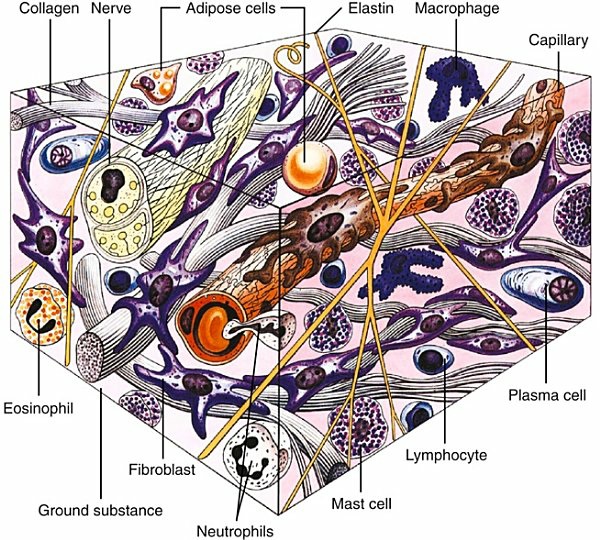 Collagen Nerve Adipose cells Elastin Macrophage
Capillary
Plasma cell
Eosinophil
Lymphocyte
Fibroblast
Mast cell
Ground substance
Neutrophils